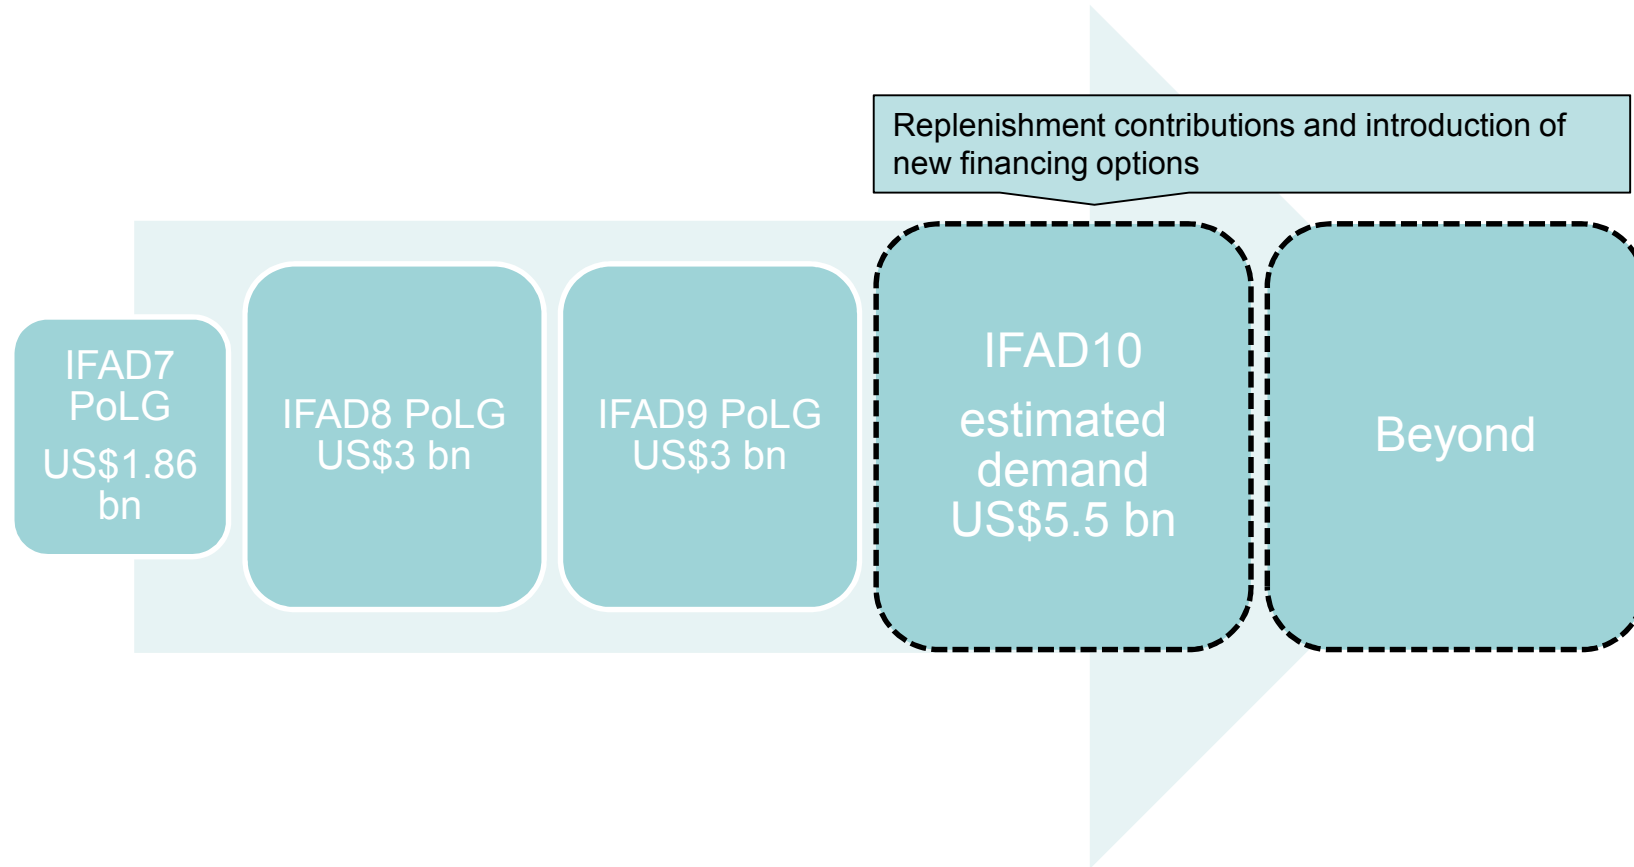 Replenishment contributions and introduction of
new financing options
IFAD7
PoLG
US$1.86
bn
IFAD8 PoLG
US$3 bn
IFAD9 PoLG
US$3 bn
IFAD10
estimated
demand
US$5.5 bn
Beyond